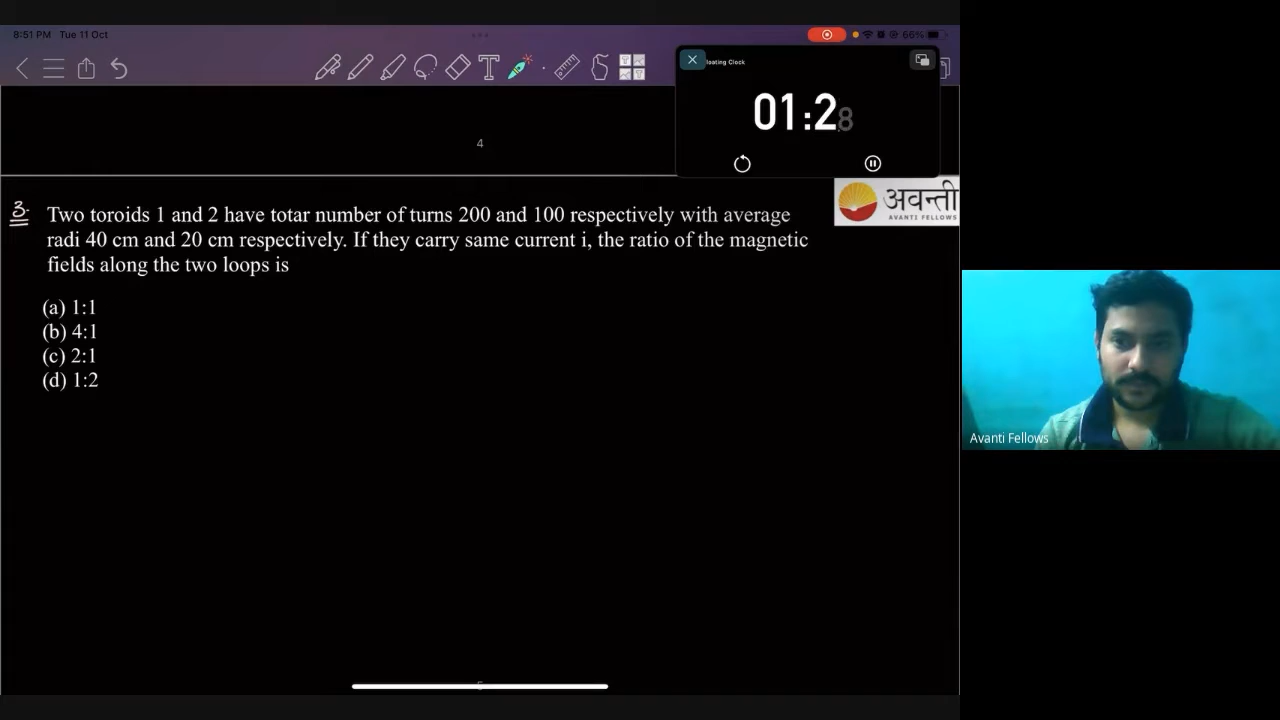 8:51 PM Tue 11 Oct
66%
loating Clock
01:28
4
3.
अवन्ती
AVANTI FELLOWS
Two toroids 1 and 2 have totar number of turns 200 and 100 respectively with average
radi 40 cm and 20 cm respectively. If they carry same current i, the ratio of the magnetic
fields along the two loops is
(a) 1:1
(b) 4:1
(c) 2:1
(d) 1:2
Avanti Fellows